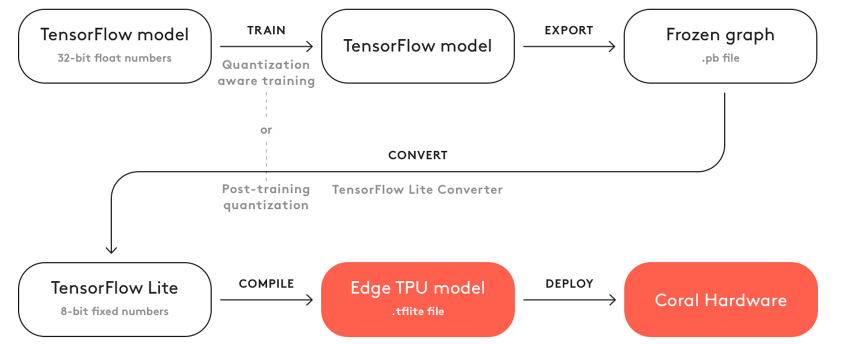 TensorFlow model
32-bit float numbers
TRAIN
Quantization
aware training
TensorFlow model
EXPORT
Frozen graph
.pb file
or
CONVERT
Post-training
quantization
TensorFlow Lite Converter
TensorFlow Lite
8-bit fixed numbers
COMPILE
Edge TPU model
.tflite file
DEPLOY
Coral Hardware